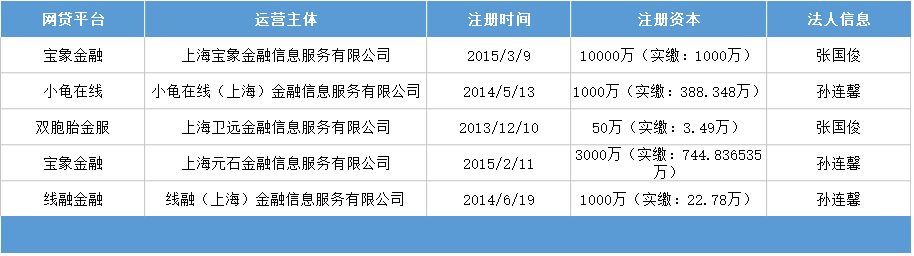 网贷平台 运营主体 注册时间 注册资本 法人信息
宝象金融 上海宝象金融信息服务有限公司 2015/3/9 10000万（实缴：1000万） 张国俊
小龟在线 小龟在线（上海）金融信息服务有限公司 2014/5/13 1000万（实缴：388.348万） 孙连馨
双胞胎金服 上海卫远金融信息服务有限公司 2013/12/10 50万（实缴：3.49万） 张国俊
宝象金融 上海元石金融信息服务有限公司 2015/2/11 3000万（实缴：744.836535
万） 孙连馨
线融金融 线融（上海）金融信息服务有限公司 2014/6/19 1000万（实缴：22.78万） 孙连馨